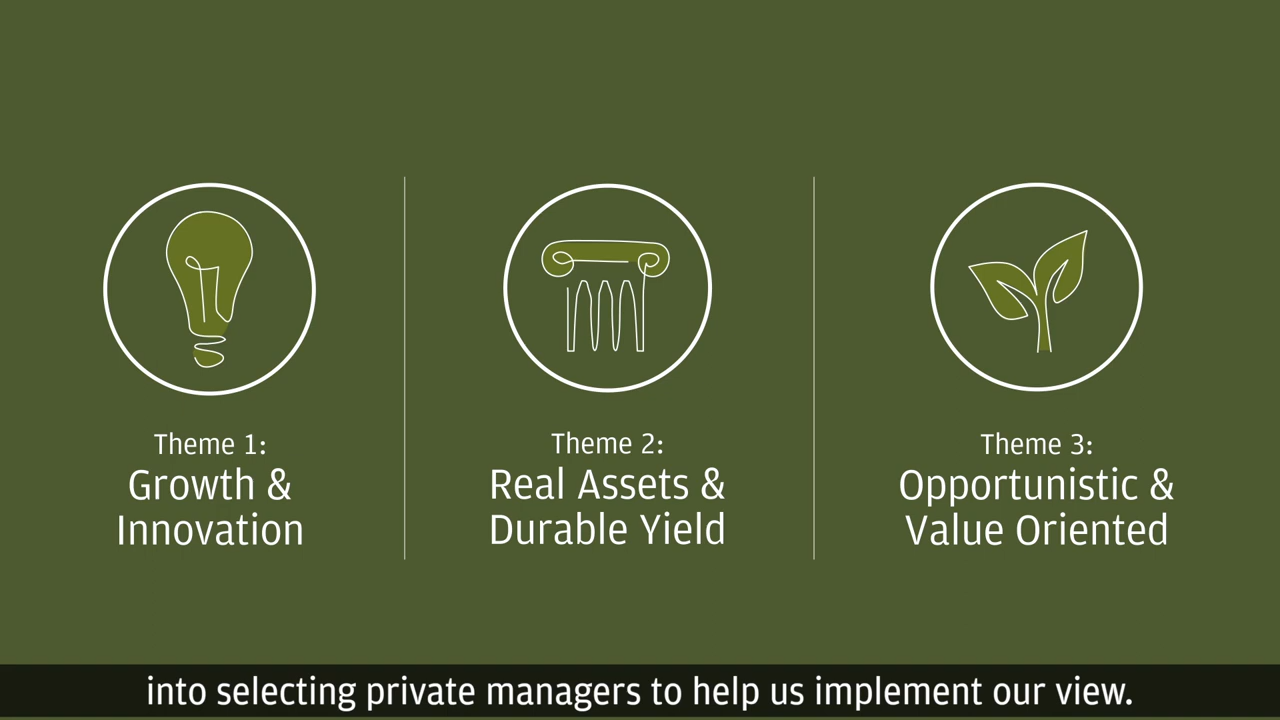 Theme 1:
Growth &
Innovation
Theme 2:
Real Assets &
Durable Yield
Theme 3:
Opportunistic &
Value Oriented
into selecting private managers to help us implement our view.